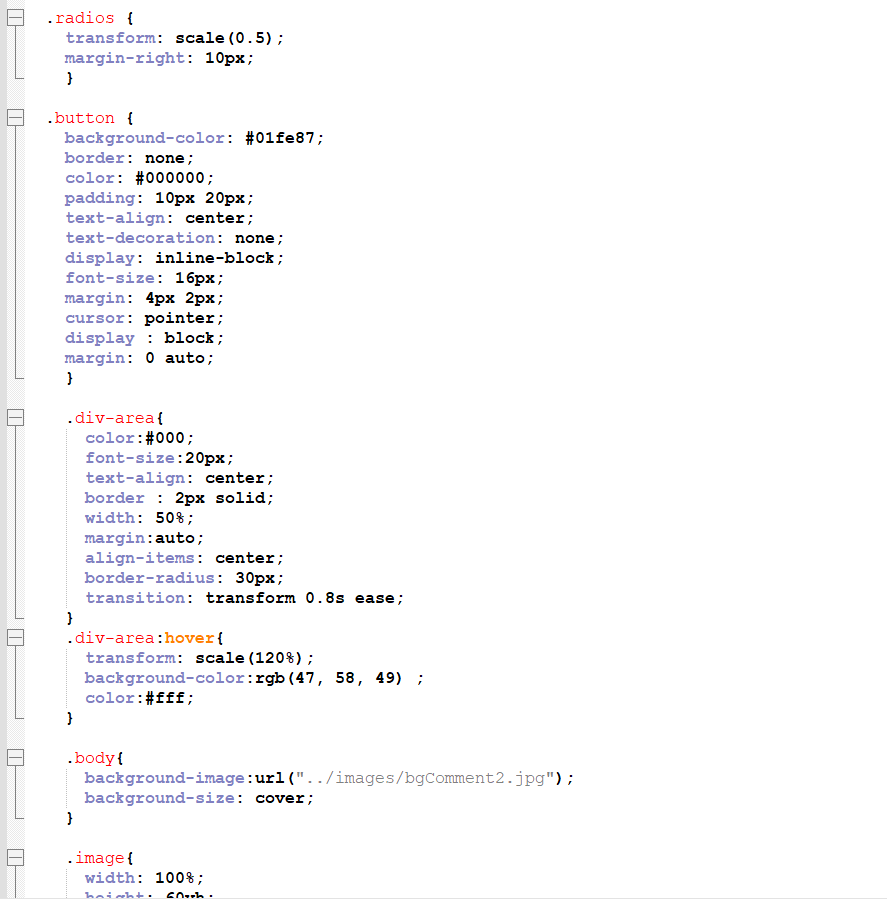 .radios {
transform: scale(0.5);
margin-right: 10px;
}
.button {
background-color: #01fe87;
border: none;
color: #000000;
padding: 10px 20px;
text-align: center;
text-decoration: none;
display: inline-block;
font-size: 16px;
margin: 4px 2px;
cursor: pointer;
display : block;
margin: 0 auto;
}
.div-area{
color:#000;
font-size:20px;
text-align: center;
border : 2px solid;
width: 50%;
margin:auto;
align-items: center;
border-radius: 30px;
transition: transform 0.8s ease;
}
.div-area:hover{
transform: scale(120%);
background-color:rgb(47, 58, 49) ;
color:#fff;
}
.body{
background-image:url("../images/bgComment2.jpg");
background-size: cover;
}
.image{
width: 100%;
height: 60vh;